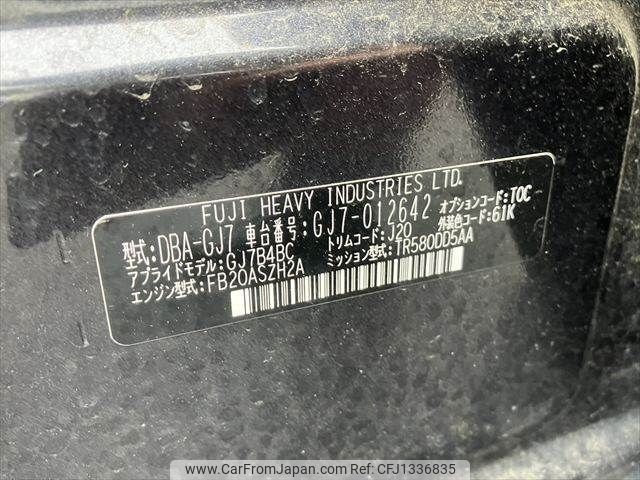 FUJI HEAVY INDUSTRIES LTD.
型式: DBA-GJ7 車台番号: GJ7-012642 オプションコード: TOC
アプライドモデル: GJ7B4BC トリムコード: J20 外装色コード: 61K
エンジン型式: FB20ASZH2A ミッション型式: TR580DD5AA
www.CarFromJapan.com - CFJ1336835